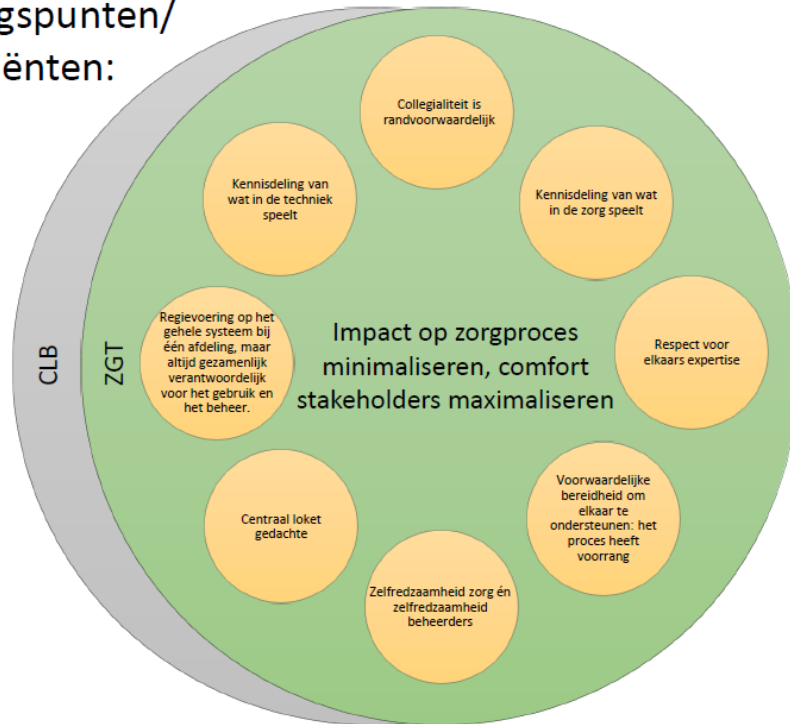 gspunten/
iënten:
Collegialiteit is
randvoorwaardelijk
Kennisdeling van
wat in de techniek
speelt
Kennisdeling van wat
in de zorg speelt
Regievoering op het
gehele systeem bij
één afdeling, maar
altijd gezamenlijk
verantwoordelijk
voor het gebruik en
het beheer.
CLB
ZGT
Impact op zorgproces
minimaliseren, comfort
stakeholders maximaliseren
Respect voor
elkaars expertise
Centraal loket
gedachte
Voorwaardelijke
bereidheid om
elkaar te
ondersteunen: het
proces heeft
voorrang
Zelfredzaamheid zorg én
zelfredzaamheid
beheerders